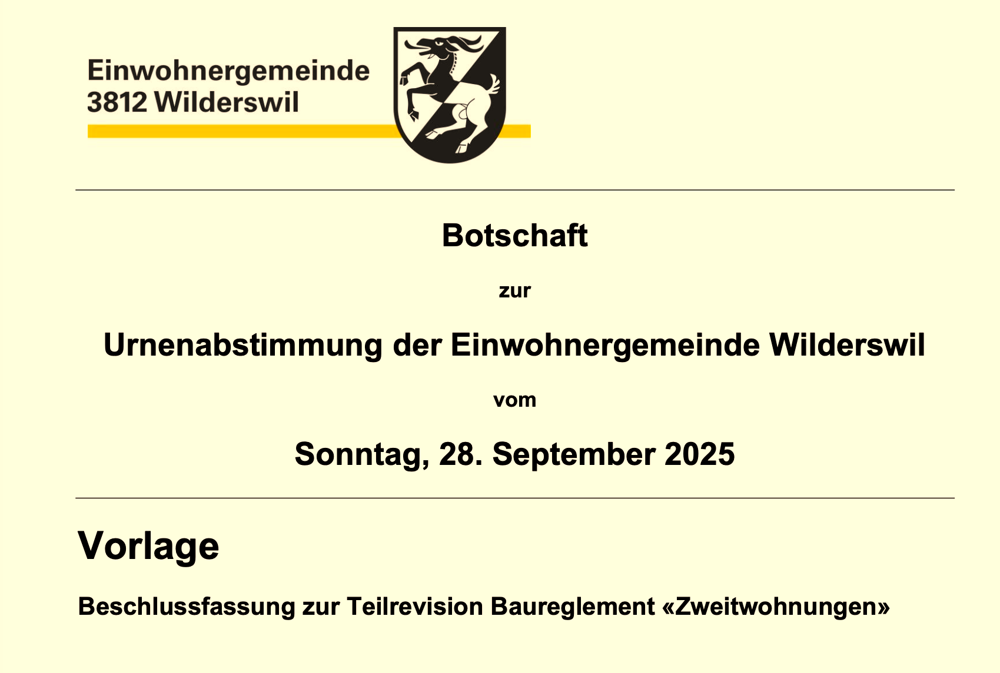 Einwohnergemeinde
3812 Wilderswil
Botschaft
zur
Urnenabstimmung der Einwohnergemeinde Wilderswil
vom
Sonntag, 28. September 2025
Vorlage
Beschlussfassung zur Teilrevision Baureglement «Zweitwohnungen»